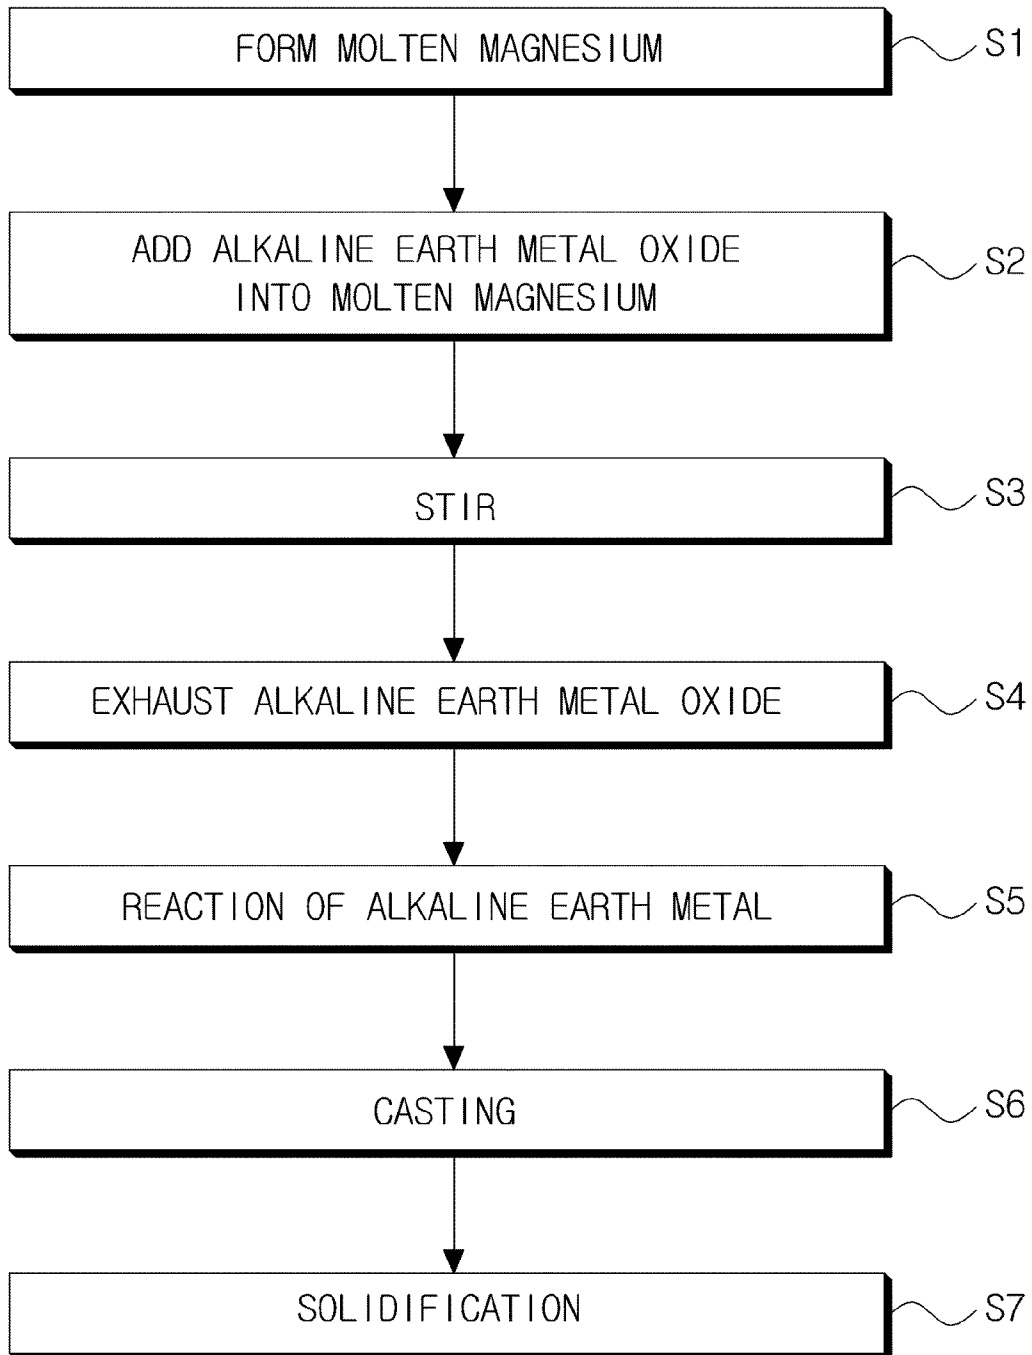 FORM MOLTEN MAGNESIUM
S1
ADD ALKALINE EARTH METAL OXIDE
INTO MOLTEN MAGNESIUM
S2
STIR
S3
EXHAUST ALKALINE EARTH METAL OXIDE
S4
REACTION OF ALKALINE EARTH METAL
S5
CASTING
S6
SOLIDIFICATION
S7